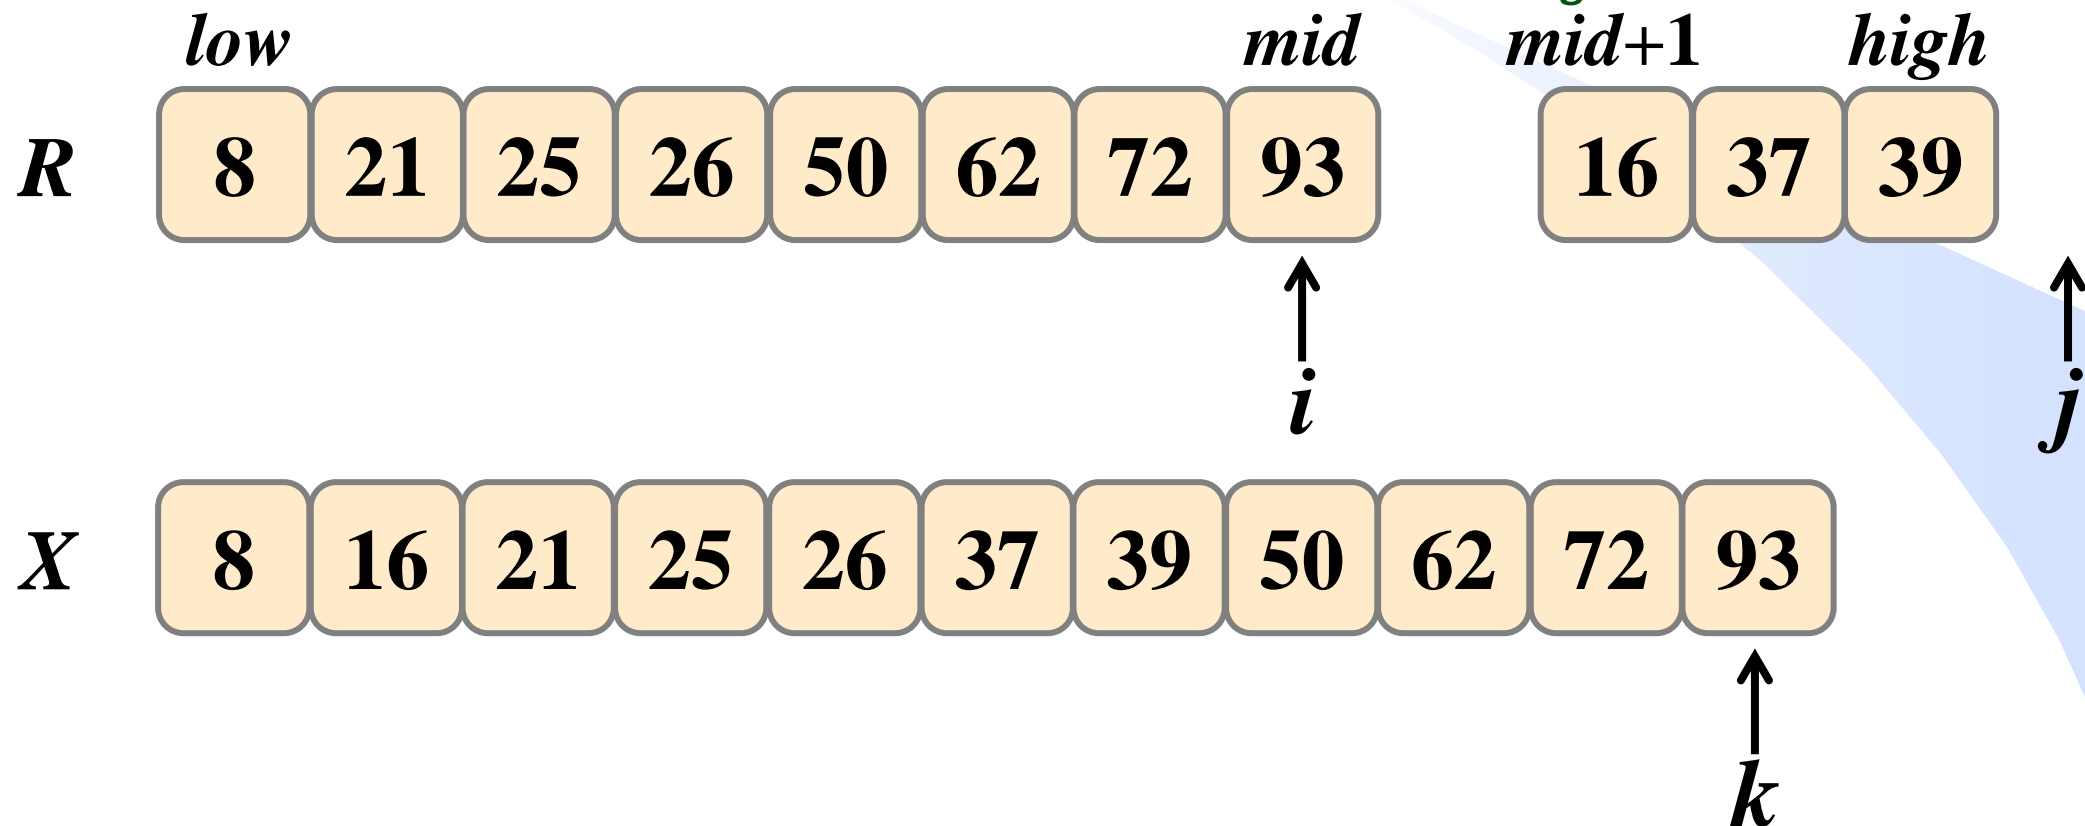 low mid mid+1 high
R 8 21 25 26 50 62 72 93 16 37 39
i j
X 8 16 21 25 26 37 39 50 62 72 93
k